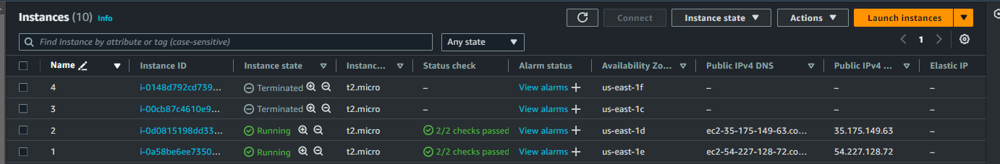 Instances (10) Info Connect Instance state Actions Launch instances
Find Instance by attribute or tag (case-sensitive) Any state 1
Name Instance ID Instance state Instanc... Status check Alarm status Availability Zo... Public IPv4 DNS Public IPv4 ... Elastic IP
4 i-0148d792cd739... Terminated t2.micro – View alarms + us-east-1f – – –
3 i-00cb87c4610e9... Terminated t2.micro – View alarms + us-east-1c – – –
2 i-0d0815198dd33... Running t2.micro 2/2 checks passed View alarms + us-east-1d ec2-35-175-149-63.co... 35.175.149.63 –
1 i-0a58be6ee7350... Running t2.micro 2/2 checks passed View alarms + us-east-1e ec2-54-227-128-72.co... 54.227.128.72 –